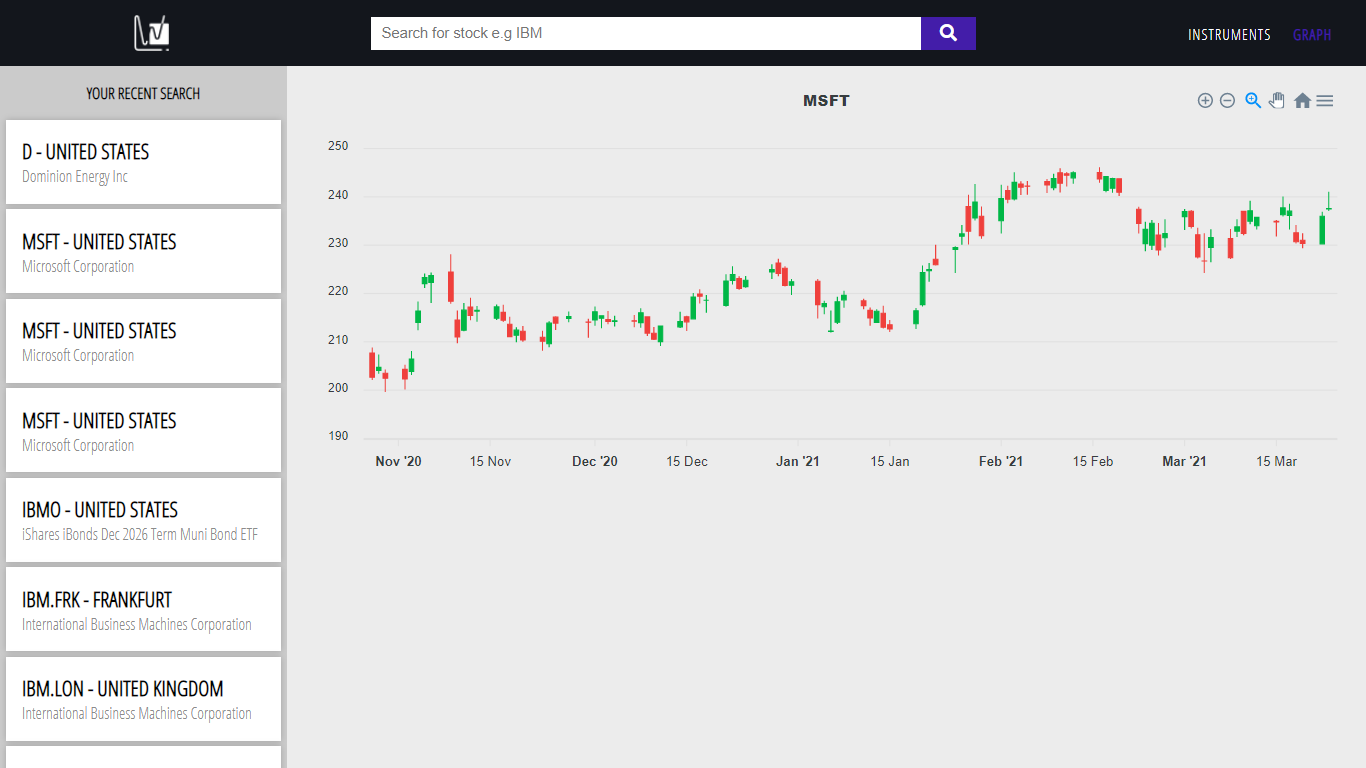 INSTRUMENTS
GRAPH
Search for stock e.g IBM
YOUR RECENT SEARCH
D - UNITED STATES
Dominion Energy Inc
MSFT - UNITED STATES
Microsoft Corporation
MSFT - UNITED STATES
Microsoft Corporation
MSFT - UNITED STATES
Microsoft Corporation
IBMO - UNITED STATES
iShares iBonds Dec 2026 Term Muni Bond ETF
IBM.FRK - FRANKFURT
International Business Machines Corporation
IBM.LON - UNITED KINGDOM
International Business Machines Corporation
MSFT
250
240
230
220
210
200
190
Nov '20
15 Nov
Dec '20
15 Dec
Jan '21
15 Jan
Feb '21
15 Feb
Mar '21
15 Mar